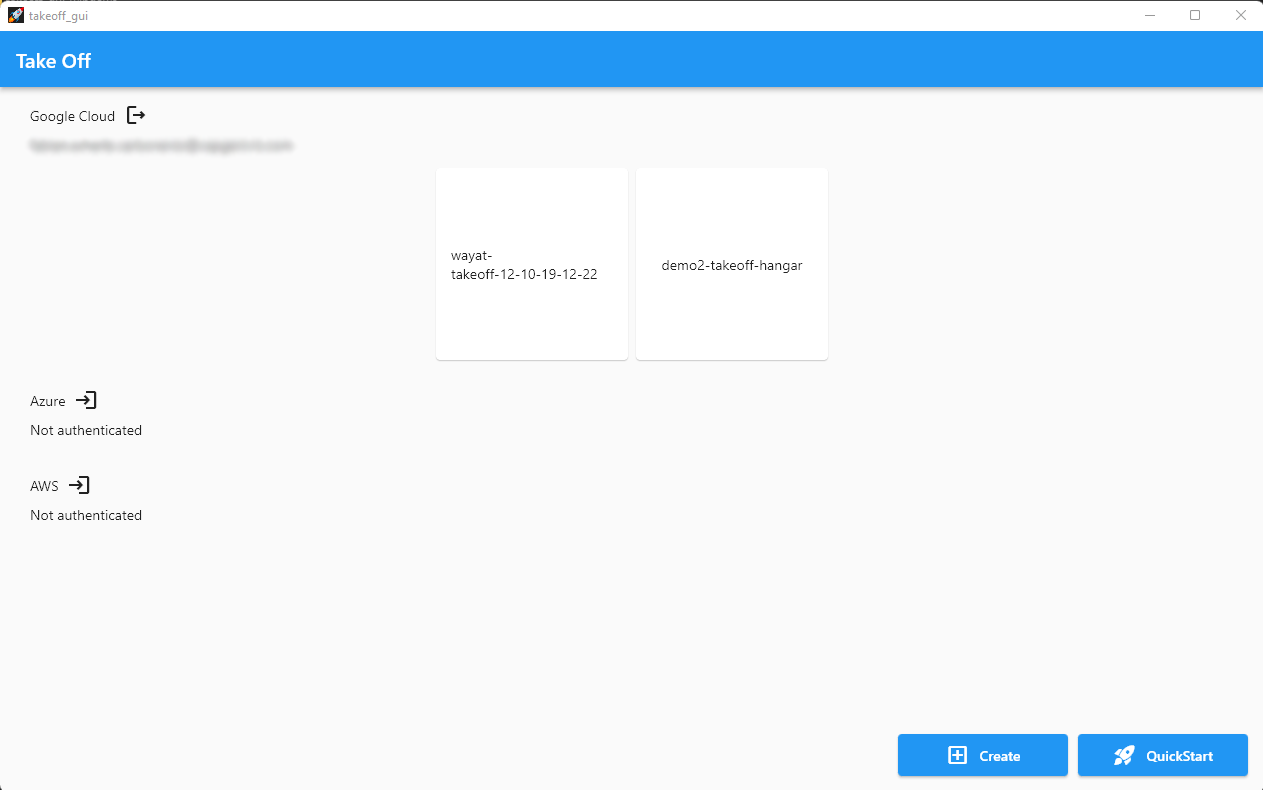 takeoff_gui
Take Off
Google Cloud
wayat-
takeoff-12-10-19-12-22
demo2-takeoff-hangar
Azure
Not authenticated
AWS
Not authenticated
Create
QuickStart